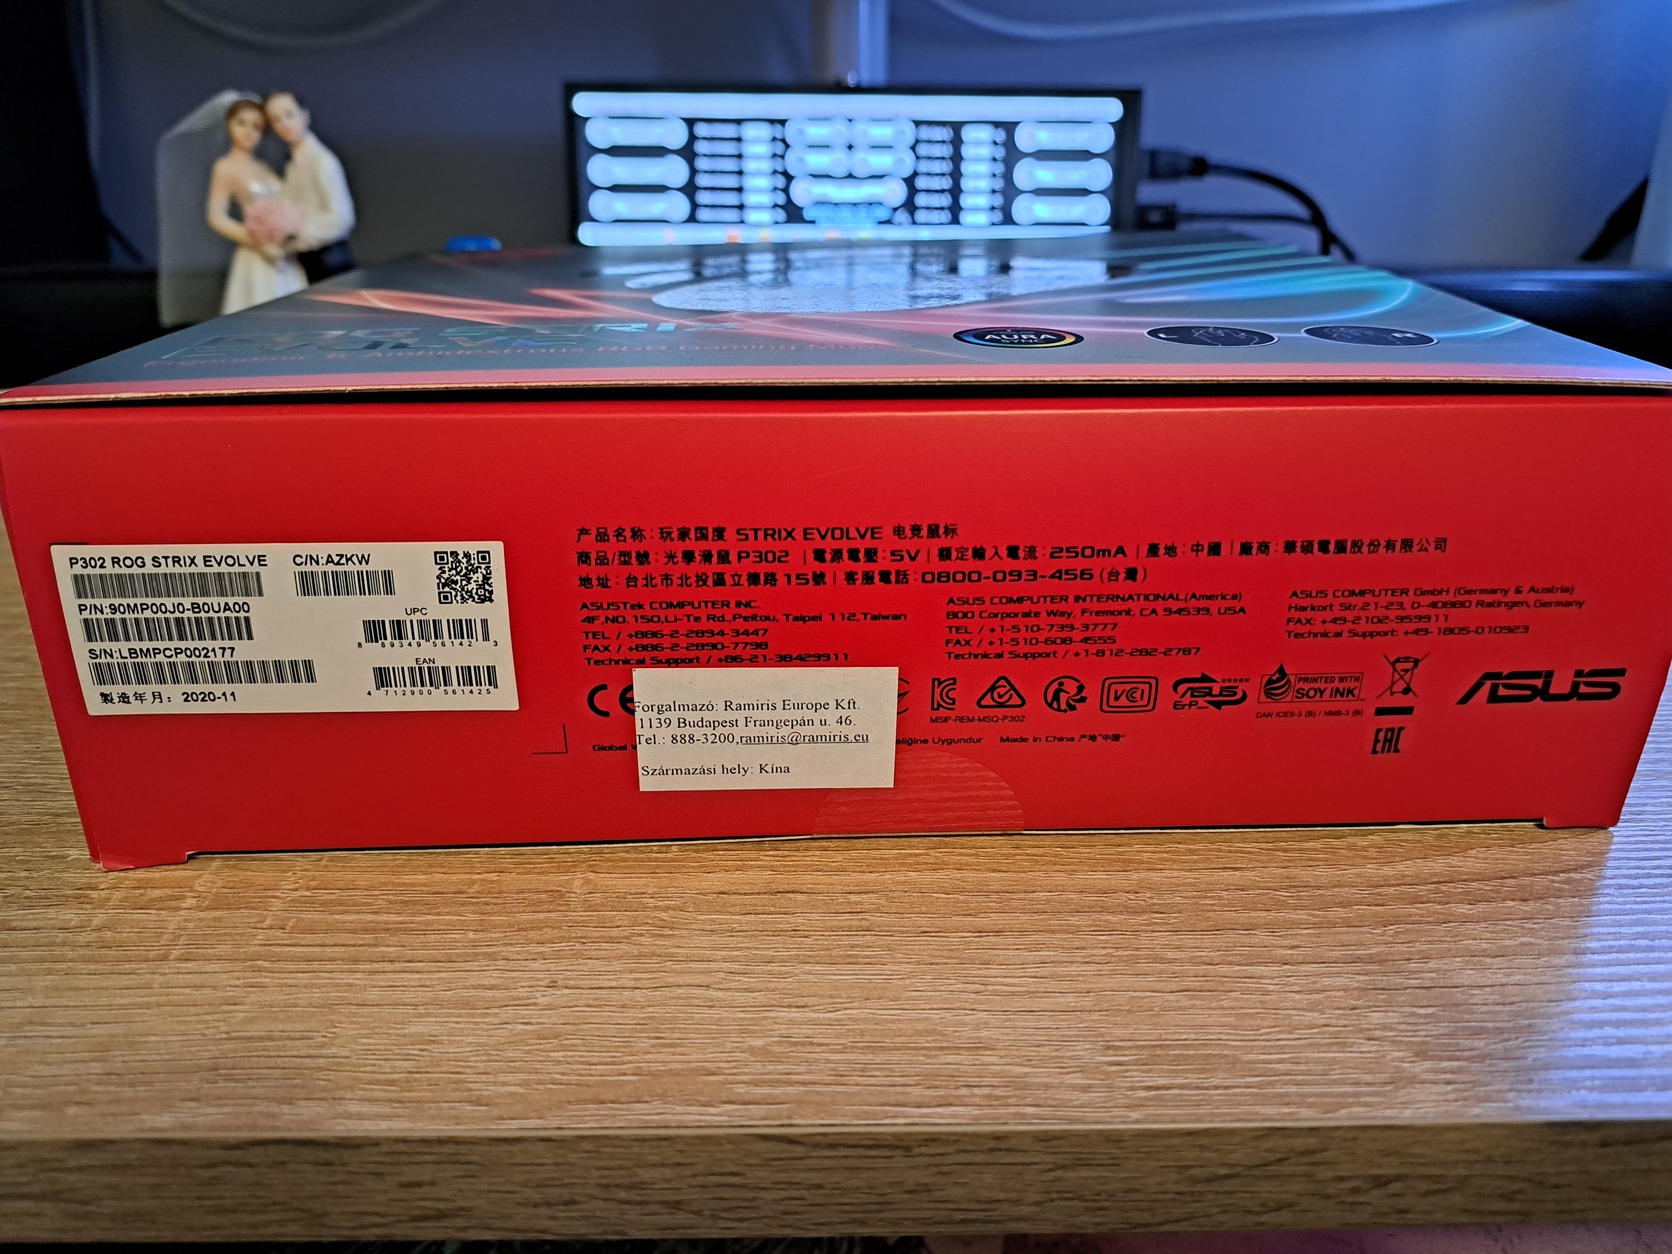 AURA
SYNC
P302 ROG STRIX EVOLVE
C/N:AZKW
P/N:90MP00J0-B0UA00
UPC
8 89349 56142 3
S/N:LBMPCP002177
EAN
4 712900 561425
製造年月：2020-11
产品名称：玩家国度 STRIX EVOLVE 电竞鼠标
商品/型號：光學滑鼠 P302 | 電源電壓：5V | 額定輸入電流：250mA | 產地：中國 | 廠商：華碩電腦股份有限公司
地址：台北市北投區立德路15號 | 客服電話：0800-093-456 (台灣)
ASUSTek COMPUTER INC.
4F,NO.150,Li-Te Rd.,Peitou, Taipei 112,Taiwan
TEL / +886-2-2894-3447
FAX / +886-2-2890-7798
Technical Support / +86-21-38429911
ASUS COMPUTER INTERNATIONAL(America)
800 Corporate Way, Fremont, CA 94539, USA
TEL / +1-510-739-3777
FAX / +1-510-608-4555
Technical Support / +1-812-282-2787
ASUS COMPUTER GmbH (Germany & Austria)
Harkort Str.21-23, D-40880 Ratingen, Germany
FAX: +49-2102-959911
Technical Support: +49-1805-010923
Forgalmazó: Ramiris Europe Kft.
1139 Budapest Frangepán u. 46.
Tel.: 888-3200,ramiris@ramiris.eu
Származási hely: Kína
MSIP-REM-MSQ-P302
VCCI
GREEN
ASUS
ErP
PRINTED WITH
SOY INK
CAN ICES-3 (B) / NMB-3 (B)
ASUS
Global
Uygundur
Made in China 产地"中国"
EAC